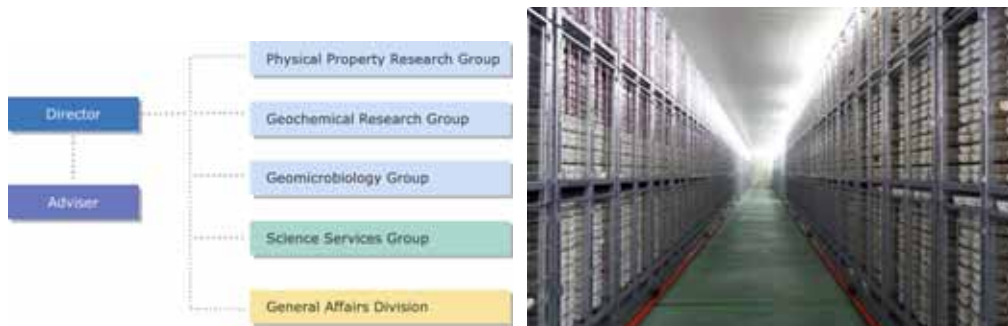 Physical Property Research Group
Director
Geochemical Research Group
Geomicrobiology Group
Adviser
Science Services Group
General Affairs Division